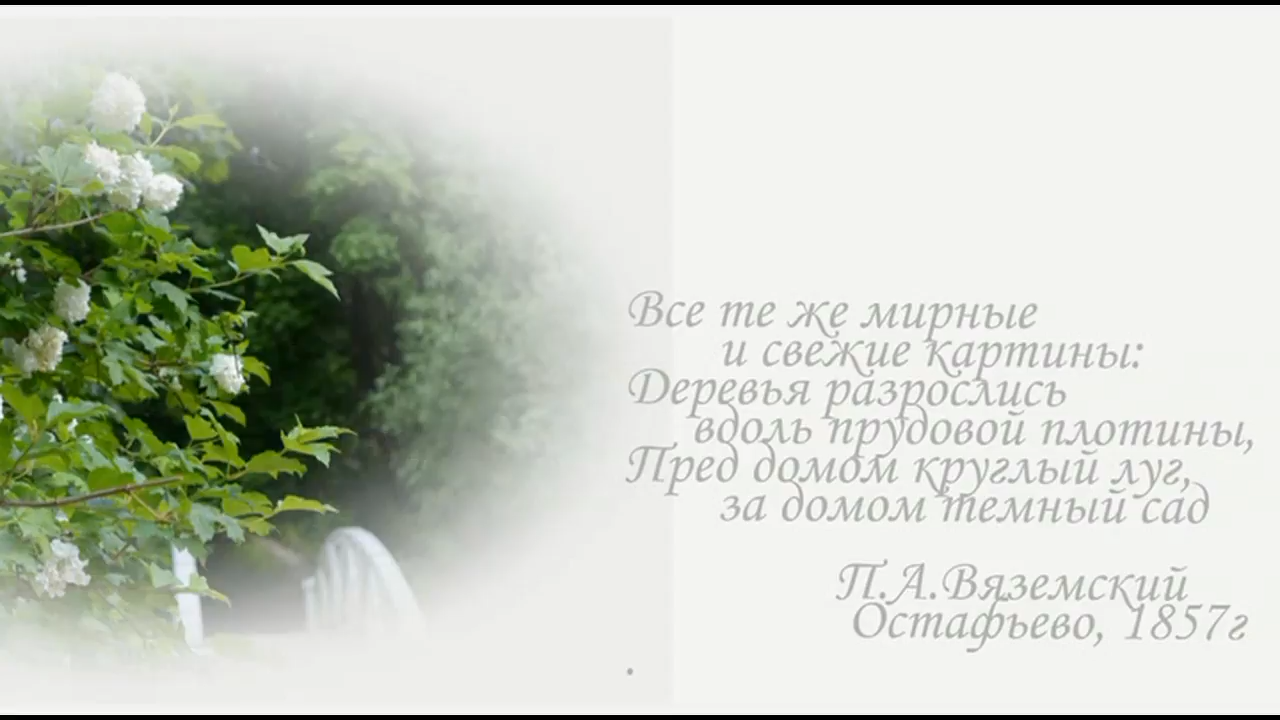 Все те же мирные
и свежие картины:
Деревья разрослись
вдоль прудовой плотины,
Пред домом круглый луг,
за домом темный сад
П.А.Вяземский
Остафьево, 1857г
.